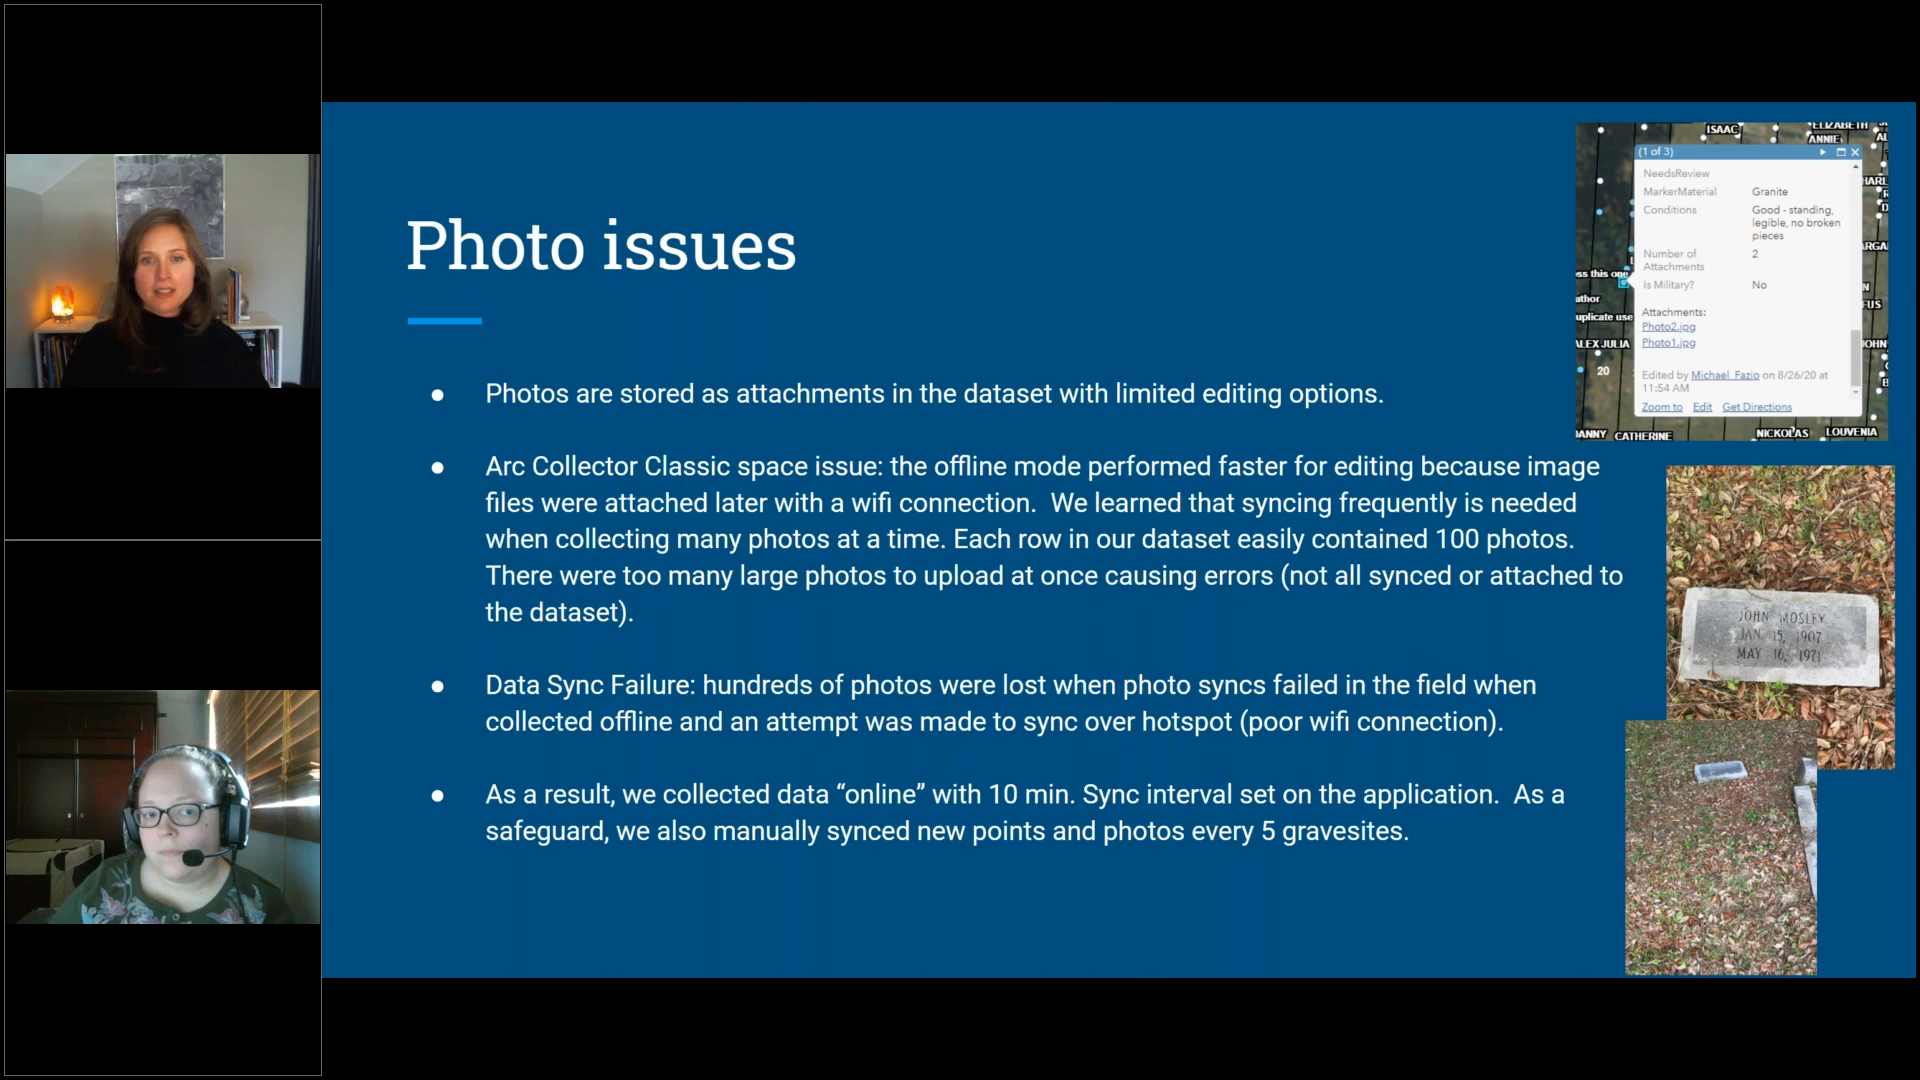 Photo issues
● Photos are stored as attachments in the dataset with limited editing options.
● Arc Collector Classic space issue: the offline mode performed faster for editing because image
files were attached later with a wifi connection.  We learned that syncing frequently is needed
when collecting many photos at a time. Each row in our dataset easily contained 100 photos.
There were too many large photos to upload at once causing errors (not all synced or attached to
the dataset).
● Data Sync Failure: hundreds of photos were lost when photo syncs failed in the field when
collected offline and an attempt was made to sync over hotspot (poor wifi connection).
● As a result, we collected data “online” with 10 min. Sync interval set on the application.  As a
safeguard, we also manually synced new points and photos every 5 gravesites.
ISAAC
ELIZABETH
ANNIE
(1 of 3)
NeedsReview
MarkerMaterial Granite
Conditions Good - standing,
legible, no broken
pieces
Number of 2
Attachments
Is Military? No
Attachments:
Photo2.jpg
Photo1.jpg
Edited by Michael_Fazio on 8/26/20 at
11:54 AM
Zoom to Edit Get Directions
ss this one
uthor
uplicate use
ALEX JULIA
20
CATHERINE
NICKOLAS
LOUVENIA
JOHN MOSLEY
JAN 15, 1907
MAY 16, 1971